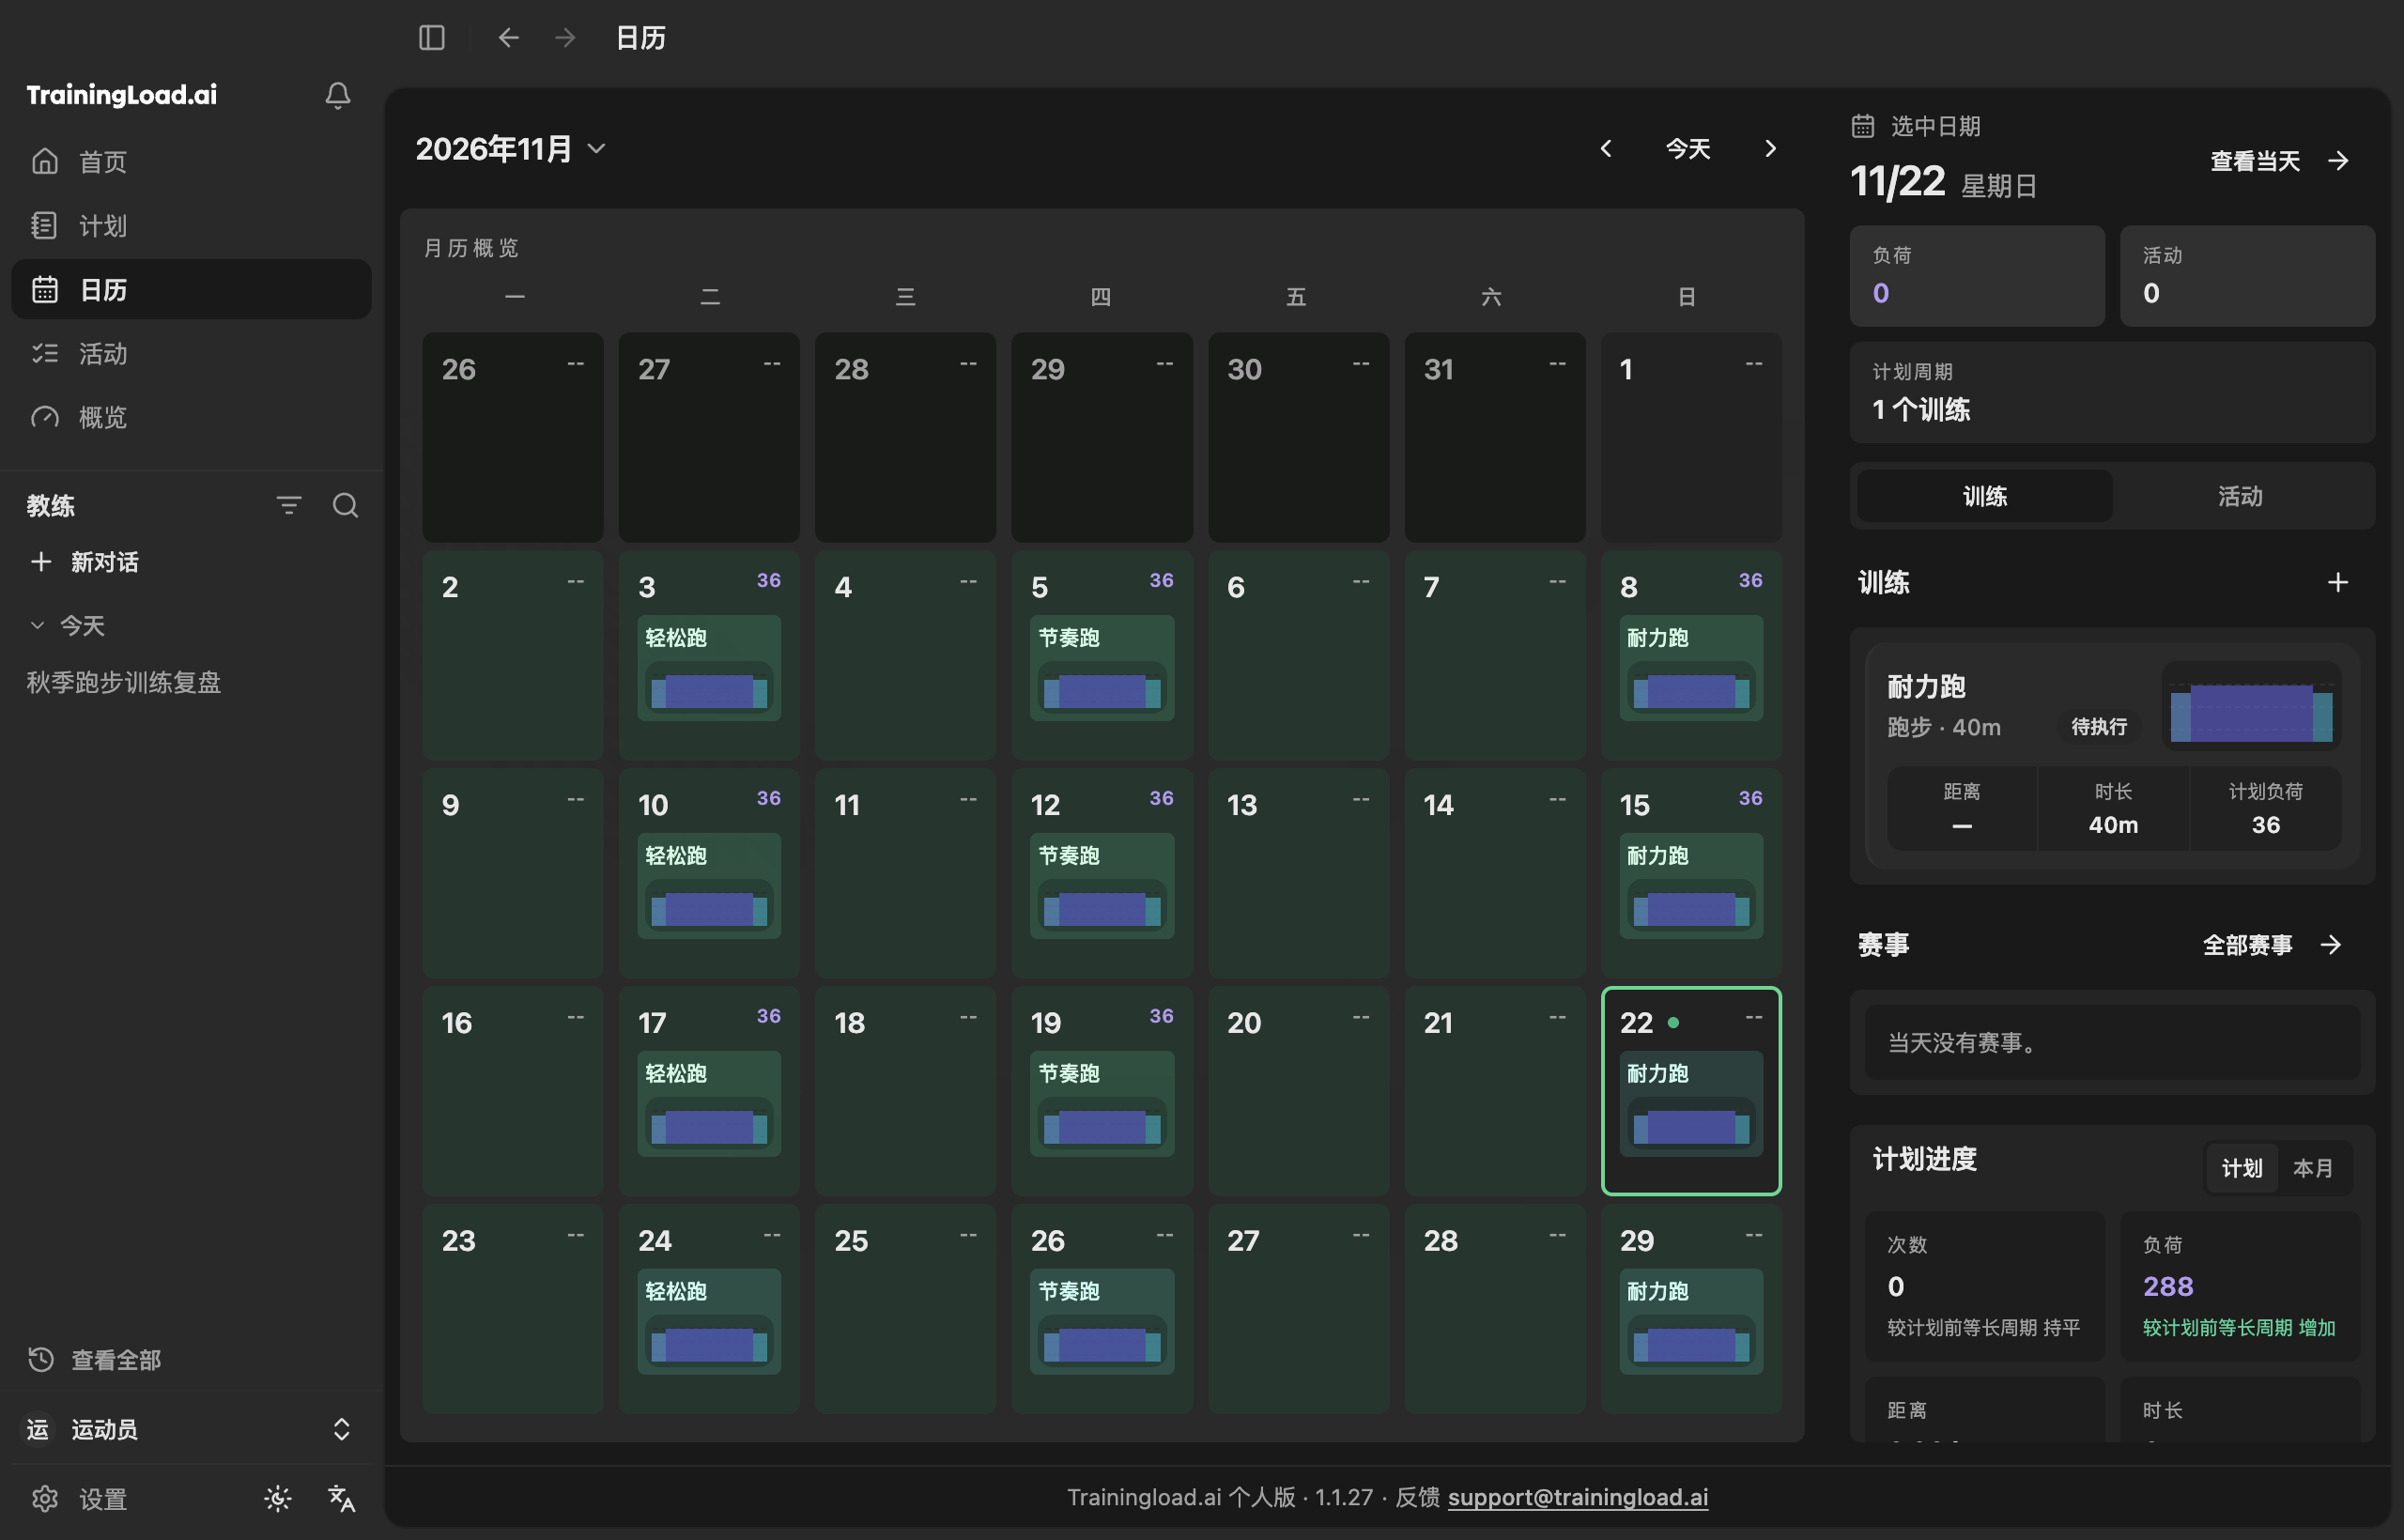 日历
TrainingLoad.ai
首页
计划
日历
活动
概览
教练
新对话
今天
秋季跑步训练复盘
查看全部
运 运动员
设置
2026年11月
今天
月历概览
一 二 三 四 五 六 日
26 -- 27 -- 28 -- 29 -- 30 -- 31 -- 1 --
2 -- 3 36 4 -- 5 36 6 -- 7 -- 8 36
轻松跑 节奏跑 耐力跑
9 -- 10 36 11 -- 12 36 13 -- 14 -- 15 36
轻松跑 节奏跑 耐力跑
16 -- 17 36 18 -- 19 36 20 -- 21 -- 22 --
轻松跑 节奏跑 耐力跑
23 -- 24 -- 25 -- 26 -- 27 -- 28 -- 29 --
轻松跑 节奏跑 耐力跑
选中日期
11/22 星期日
查看当天
负荷
0
活动
0
计划周期
1 个训练
训练 活动
训练
耐力跑
跑步 · 40m 待执行
距离 时长 计划负荷
— 40m 36
赛事 全部赛事
当天没有赛事。
计划进度 计划 本月
次数
0
较计划前等长周期 持平
负荷
288
较计划前等长周期 增加
距离 时长
Trainingload.ai 个人版 · 1.1.27 · 反馈 support@trainingload.ai